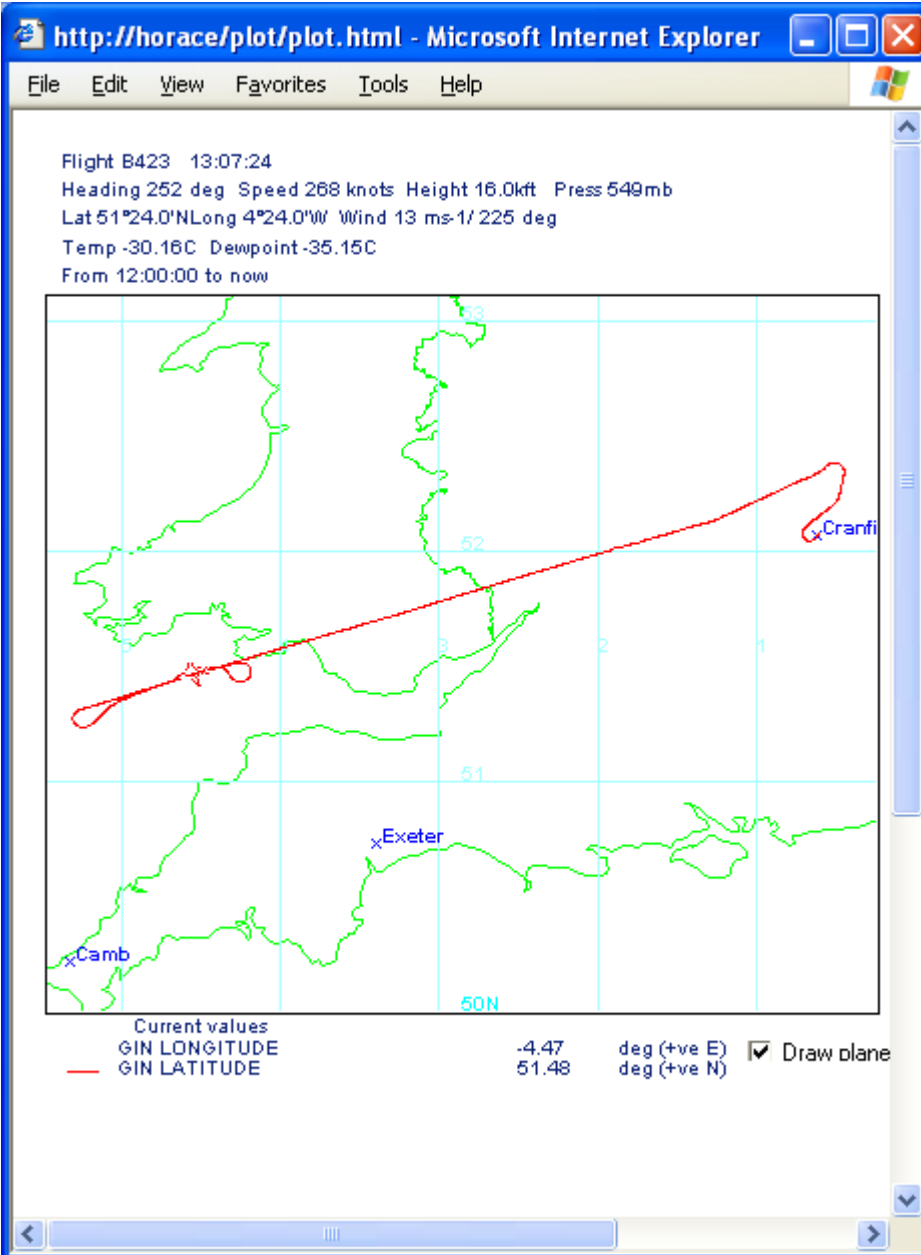 http://horace/plot/plot.html - Microsoft Internet Explorer
File Edit View Favorites Tools Help
Flight B423 13:07:24
Heading 252 deg Speed 268 knots Height 16.0kft Press 549mb
Lat 51°24.0'NLong 4°24.0'W Wind 13 ms-1/ 225 deg
Temp -30.16C Dewpoint -35.15C
From 12:00:00 to now
53
Cranfi
52
5 3 2 1
51
Exeter
Camb
50N
Current values
GIN LONGITUDE -4.47 deg (+ve E) Draw plane
GIN LATITUDE 51.48 deg (+ve N)